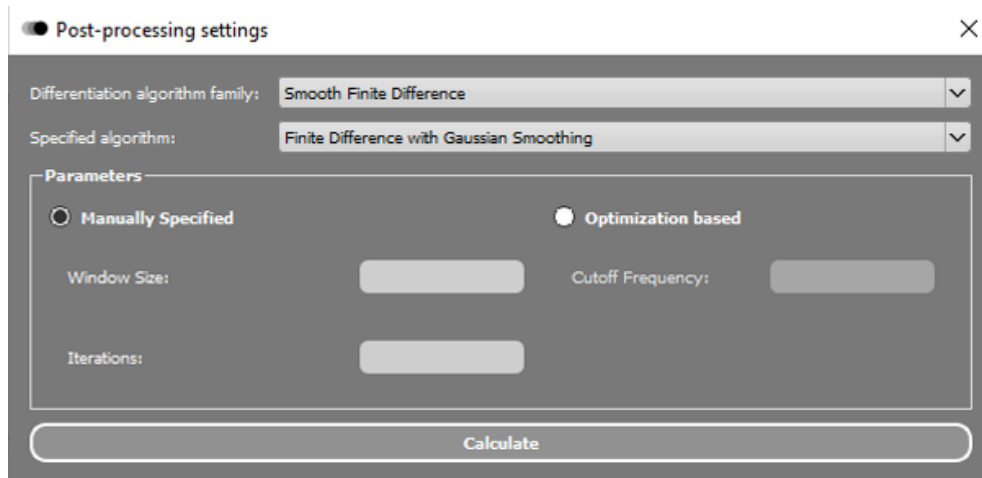 Post-processing settings
Differentiation algorithm family: Smooth Finite Difference
Specified algorithm: Finite Difference with Gaussian Smoothing
Parameters
Manually Specified Optimization based
Window Size: Cutoff Frequency:
Iterations:
Calculate